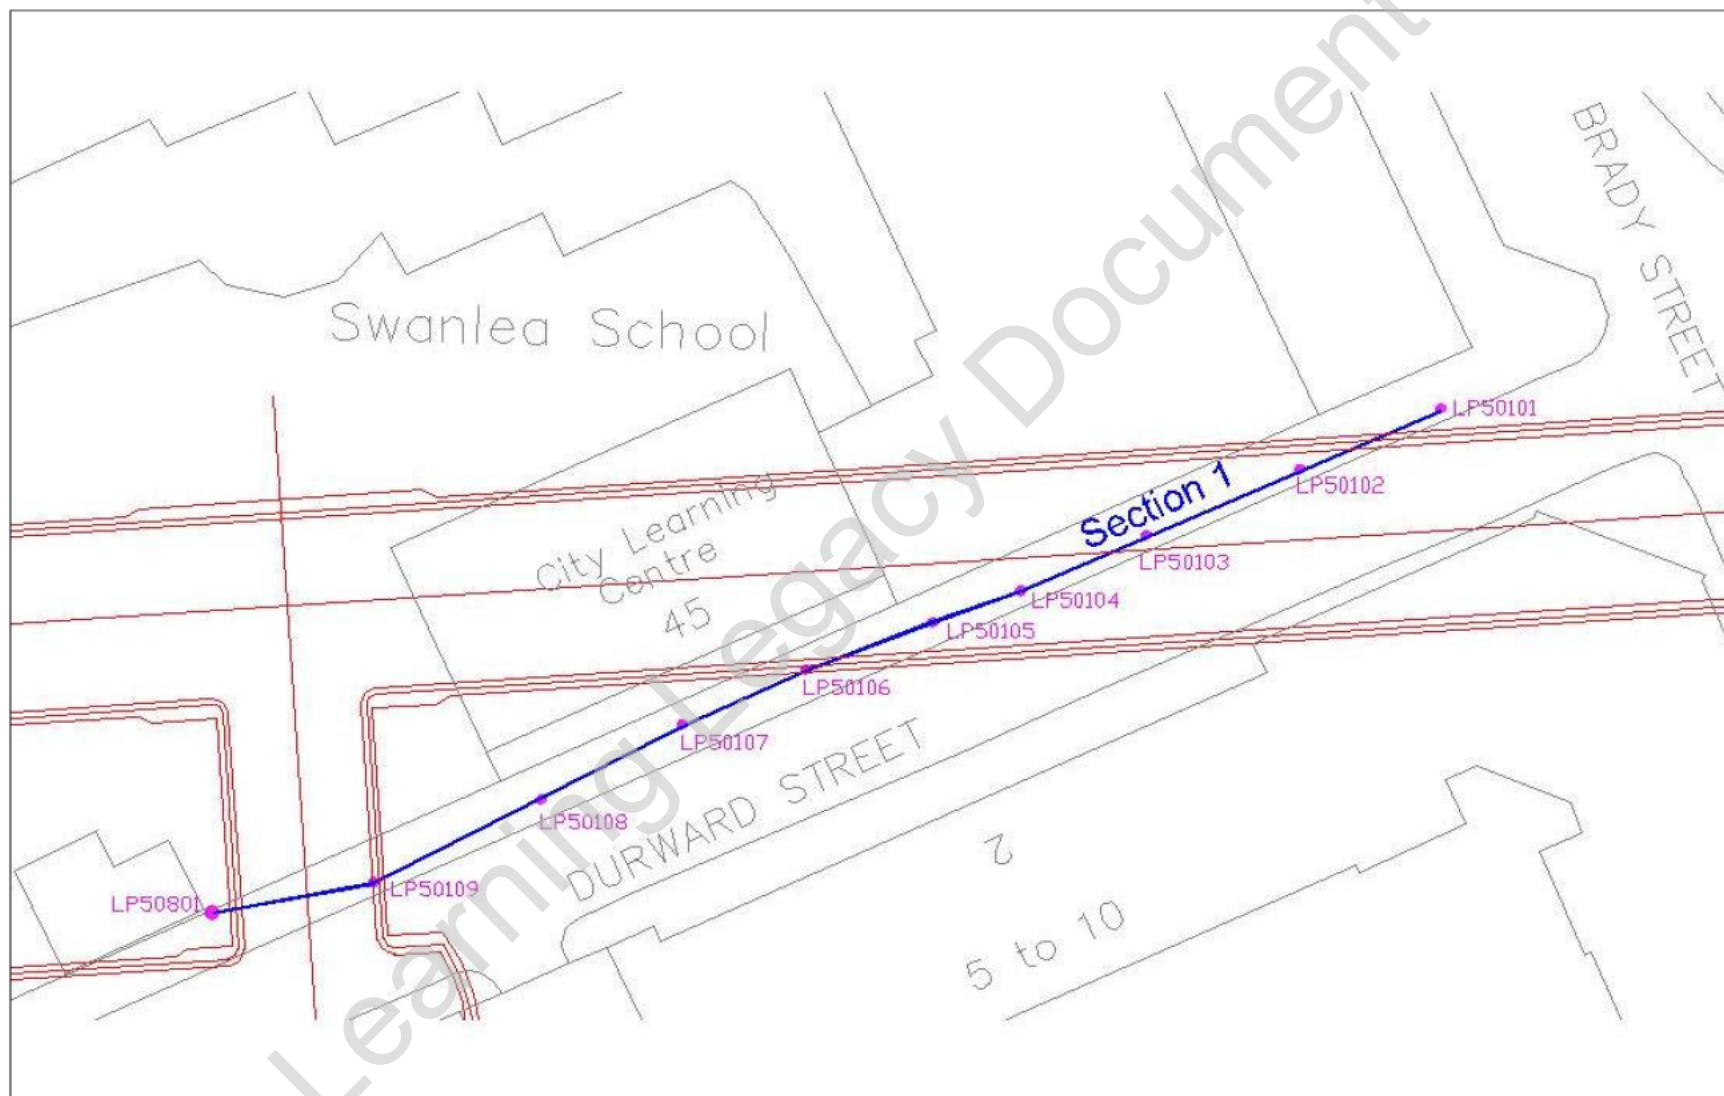 BRADY STREET
Swanlea School
LP50101
Section 1
LP50102
City Learning
Centre
45
LP50103
LP50104
LP50105
LP50106
LP50107
DURWARD STREET
LP50108
2
LP50109
LP50801
5 to 10
Learning Legacy Document